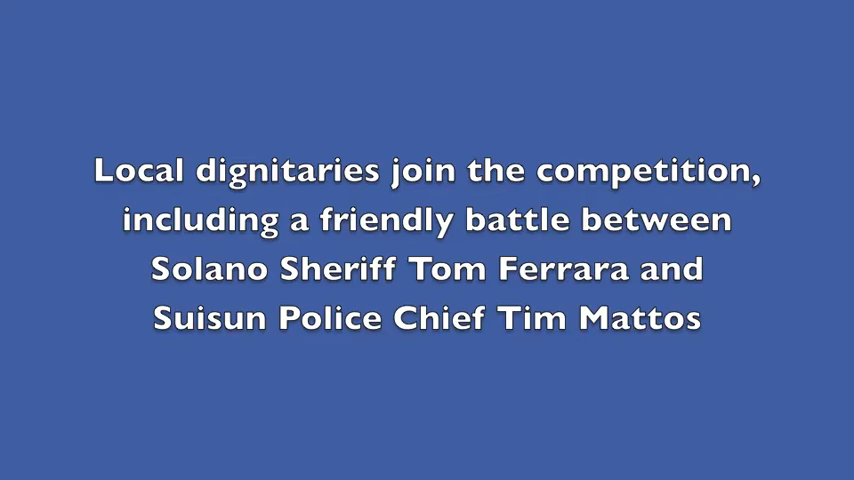 Local dignitaries join the competition,
including a friendly battle between
Solano Sheriff Tom Ferrara and
Suisun Police Chief Tim Mattos